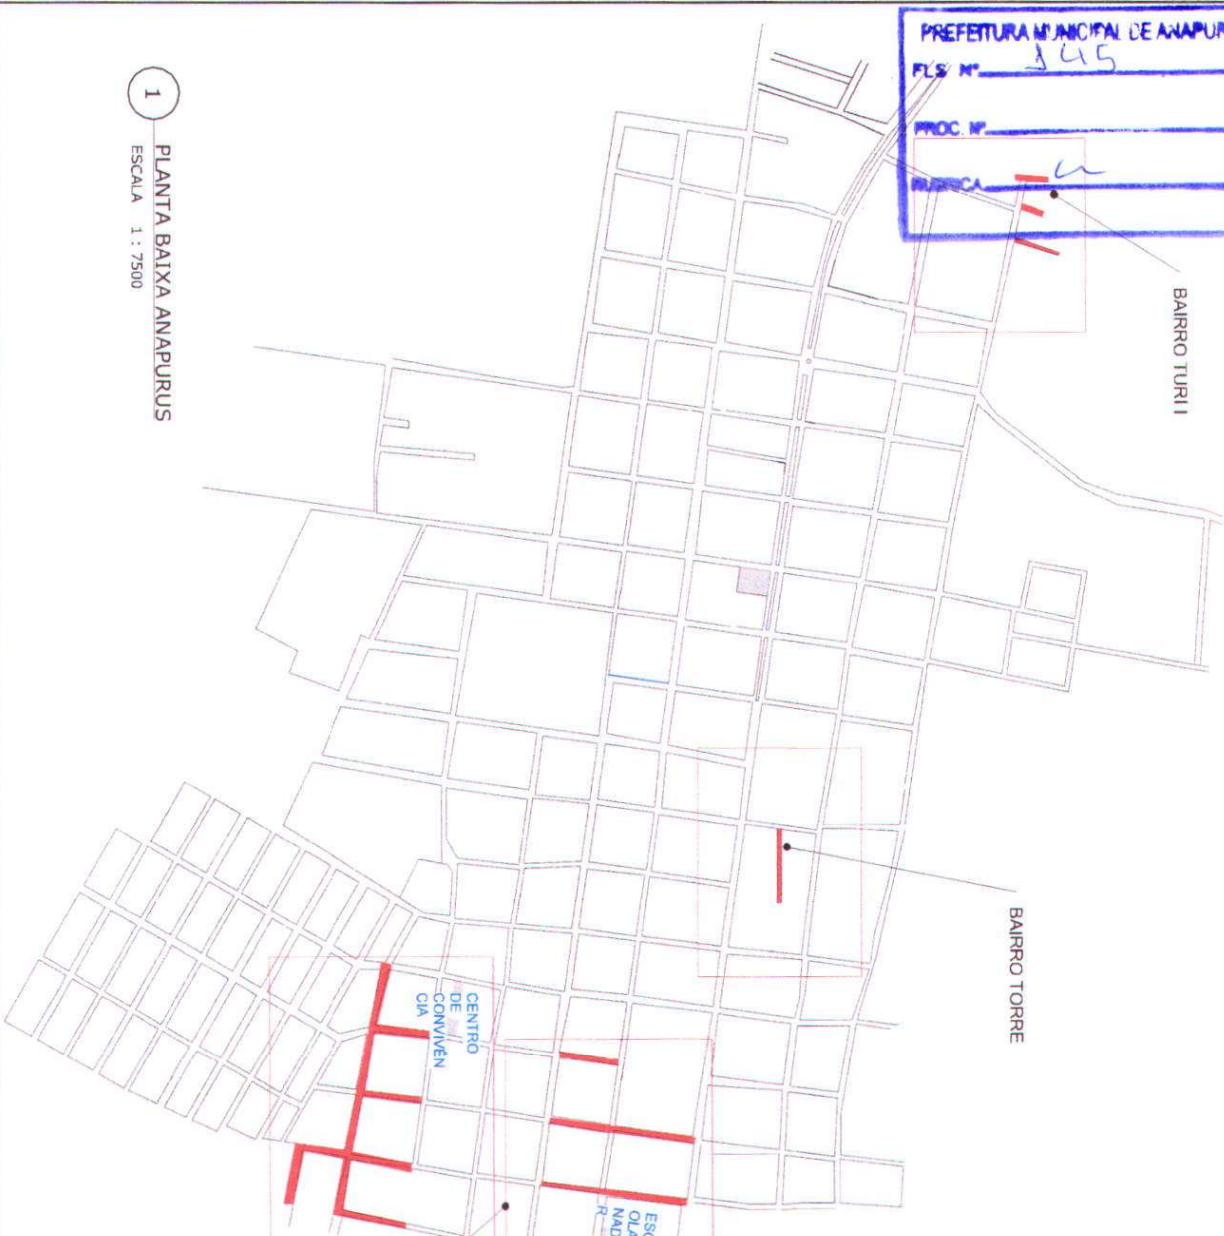 PREFEITURA MUNICIPAL DE ANAPUR
FLS Nº 145
PROC. Nº
RUBRICA
1
PLANTA BAIXA ANAPURUS
ESCALA 1 : 7500
BAIRRO TURI I
BAIRRO TORRE
CENTRO
DE
CONVIVÊN
CIA
ESC
OLA
NAD
R